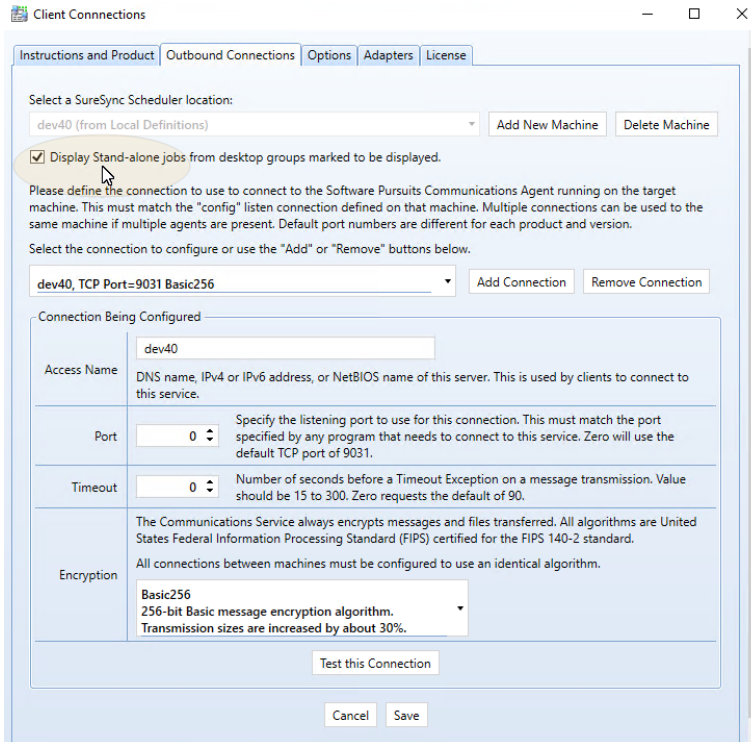 Client Connnections
Instructions and Product
Outbound Connections
Options
Adapters
License
Select a SureSync Scheduler location:
dev40 (from Local Definitions)
Add New Machine
Delete Machine
Display Stand-alone jobs from desktop groups marked to be displayed.
Please define the connection to use to connect to the Software Pursuits Communications Agent running on the target
machine. This must match the "config" listen connection defined on that machine. Multiple connections can be used to the
same machine if multiple agents are present. Default port numbers are different for each product and version.
Select the connection to configure or use the "Add" or "Remove" buttons below.
dev40, TCP Port=9031 Basic256
Add Connection
Remove Connection
Connection Being Configured
Access Name
dev40
DNS name, IPv4 or IPv6 address, or NetBIOS name of this server. This is used by clients to connect to
this service.
Port
0
Specify the listening port to use for this connection. This must match the port
specified by any program that needs to connect to this service. Zero will use the
default TCP port of 9031.
Timeout
0
Number of seconds before a Timeout Exception on a message transmission. Value
should be 15 to 300. Zero requests the default of 90.
Encryption
The Communications Service always encrypts messages and files transferred. All algorithms are United
States Federal Information Processing Standard (FIPS) certified for the FIPS 140-2 standard.
All connections between machines must be configured to use an identical algorithm.
Basic256
256-bit Basic message encryption algorithm.
Transmission sizes are increased by about 30%.
Test this Connection
Cancel
Save